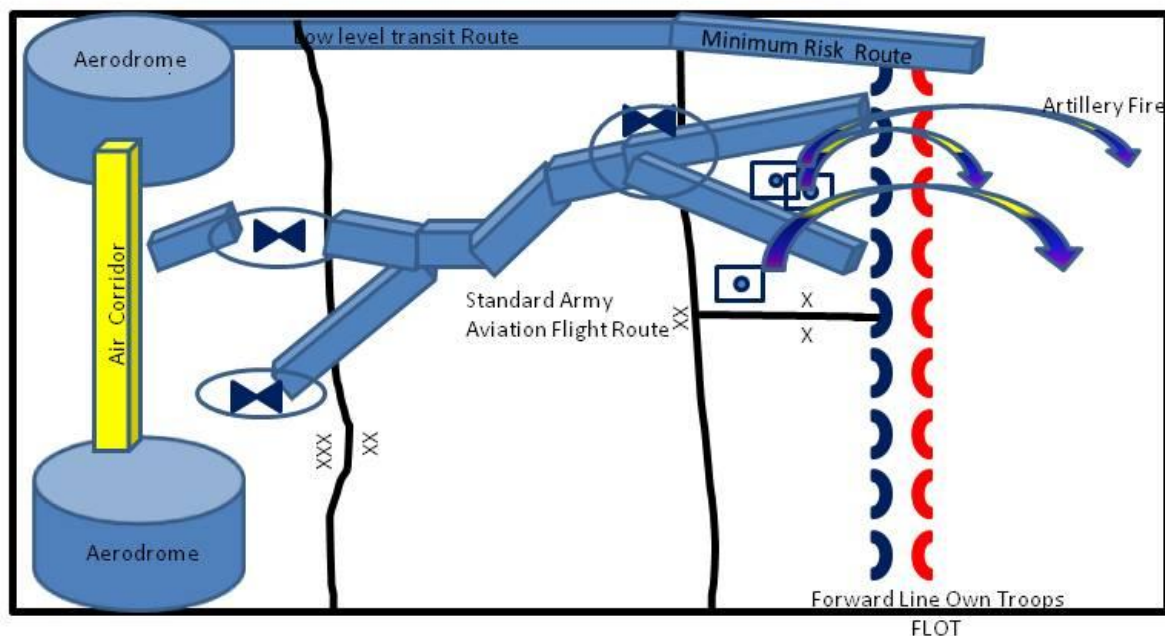 Aerodrome
Low level transit Route
Minimum Risk Route
Artillery Fire
Air Corridor
Standard Army
Aviation Flight Route
XX
X
X
XXX
XX
Aerodrome
Forward Line Own Troops
FLOT